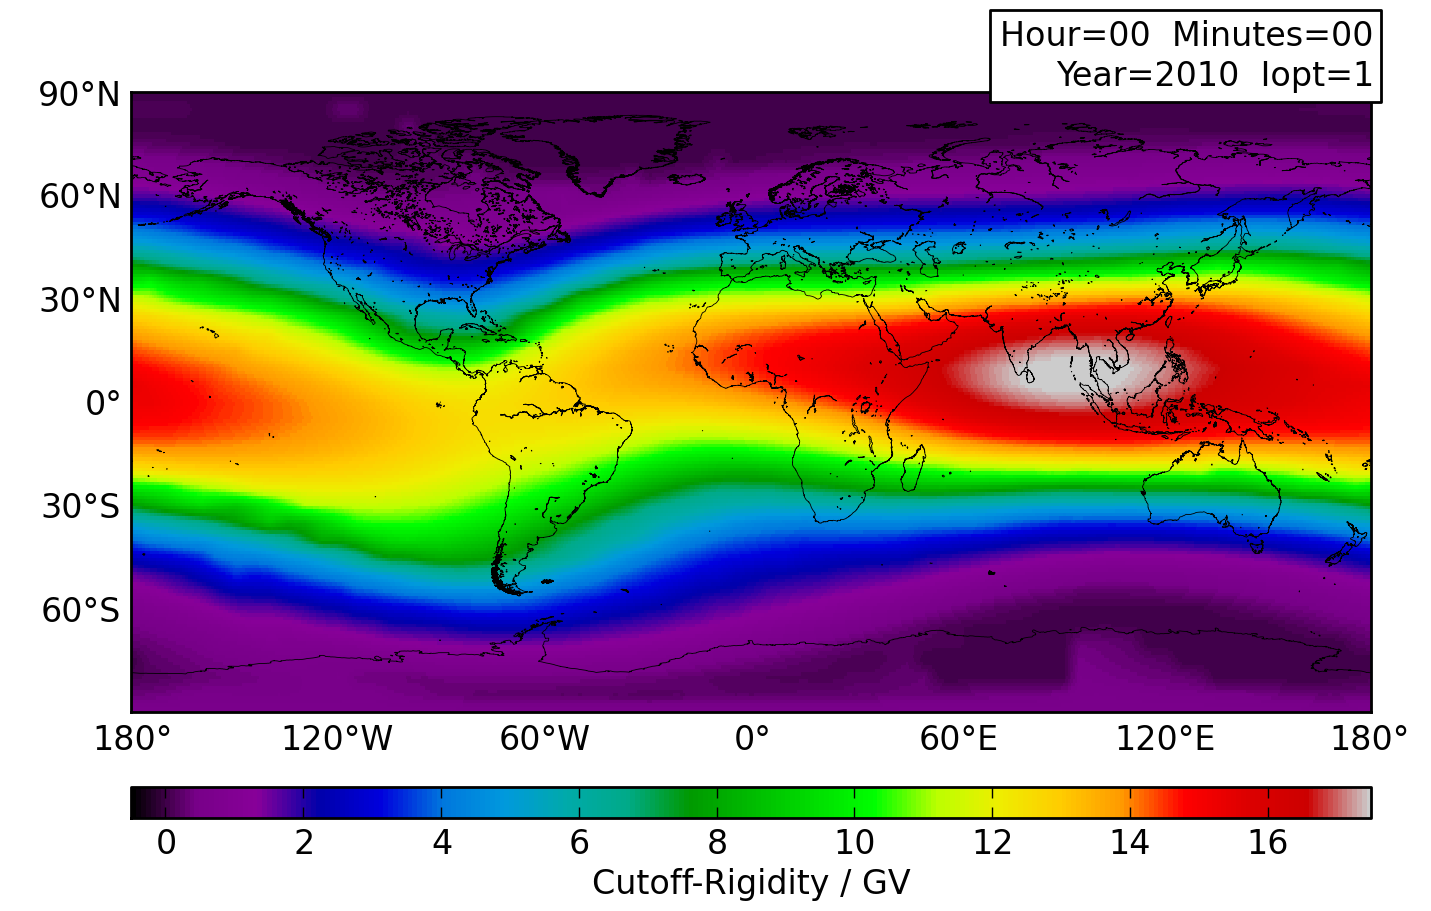 Hour=00  Minutes=00
Year=2010  Iopt=1
90°N
60°N
30°N
0°
30°S
60°S
180° 120°W 60°W 0° 60°E 120°E 180°
0 2 4 6 8 10 12 14 16
Cutoff-Rigidity / GV